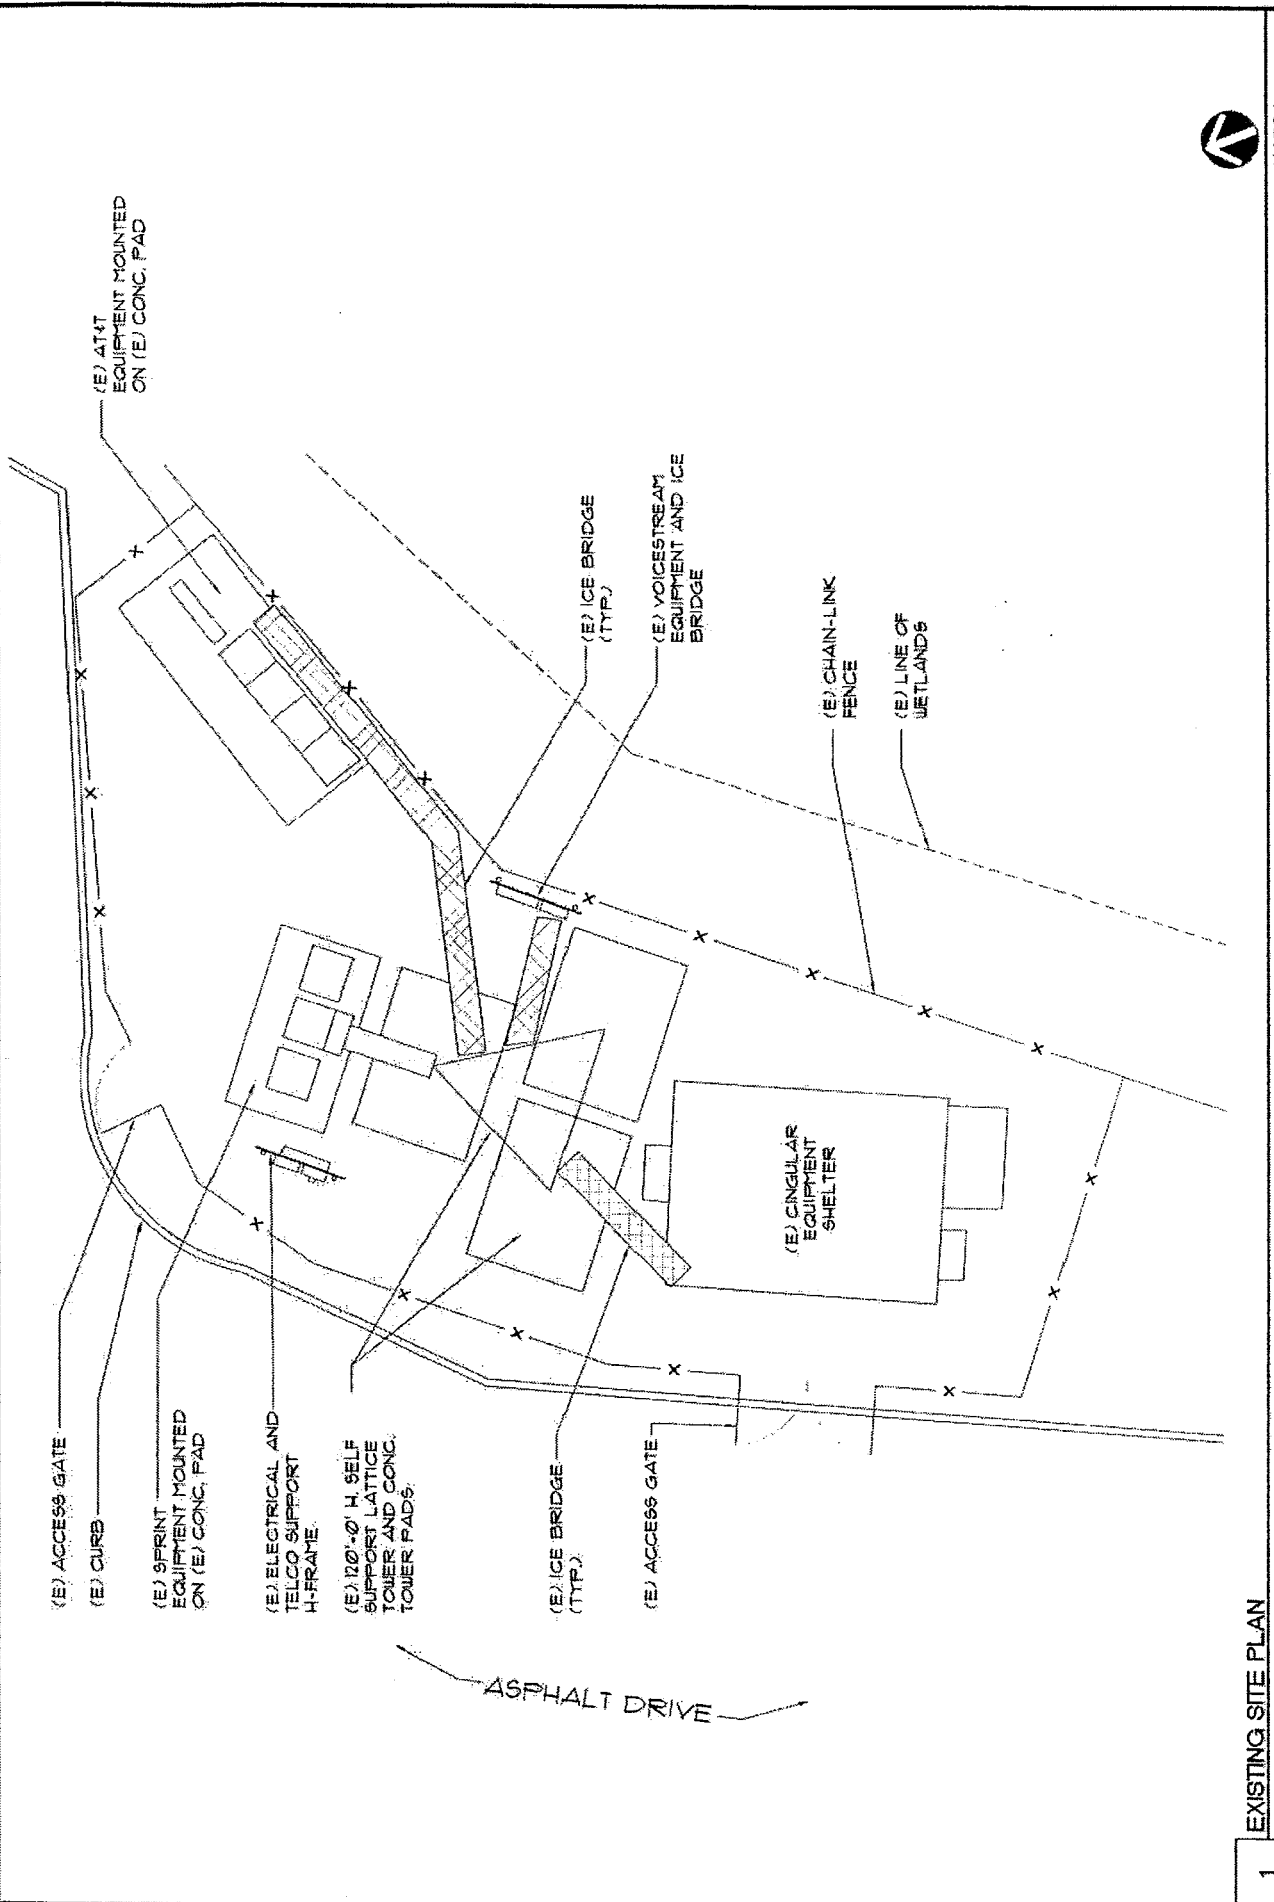 (E) ACCESS GATE
(E) CURB
(E) SPRINT
EQUIPMENT MOUNTED
ON (E) CONC. PAD
(E) ELECTRICAL AND
TELCO SUPPORT
H-FRAME
(E) 120'-0" H. SELF
SUPPORT LATTICE
TOWER AND CONC.
TOWER PADS.
(E) ICE BRIDGE
(TYP.)
(E) ACCESS GATE
ASPHALT DRIVE
(E) AT&T
EQUIPMENT MOUNTED
ON (E) CONC. PAD
(E) ICE BRIDGE
(TYP.)
(E) VOICESTREAM
EQUIPMENT AND ICE
BRIDGE
(E) CHAIN-LINK
FENCE
(E) LINE OF
WETLANDS
(E) CINGULAR
EQUIPMENT
SHELTER
1
EXISTING SITE PLAN